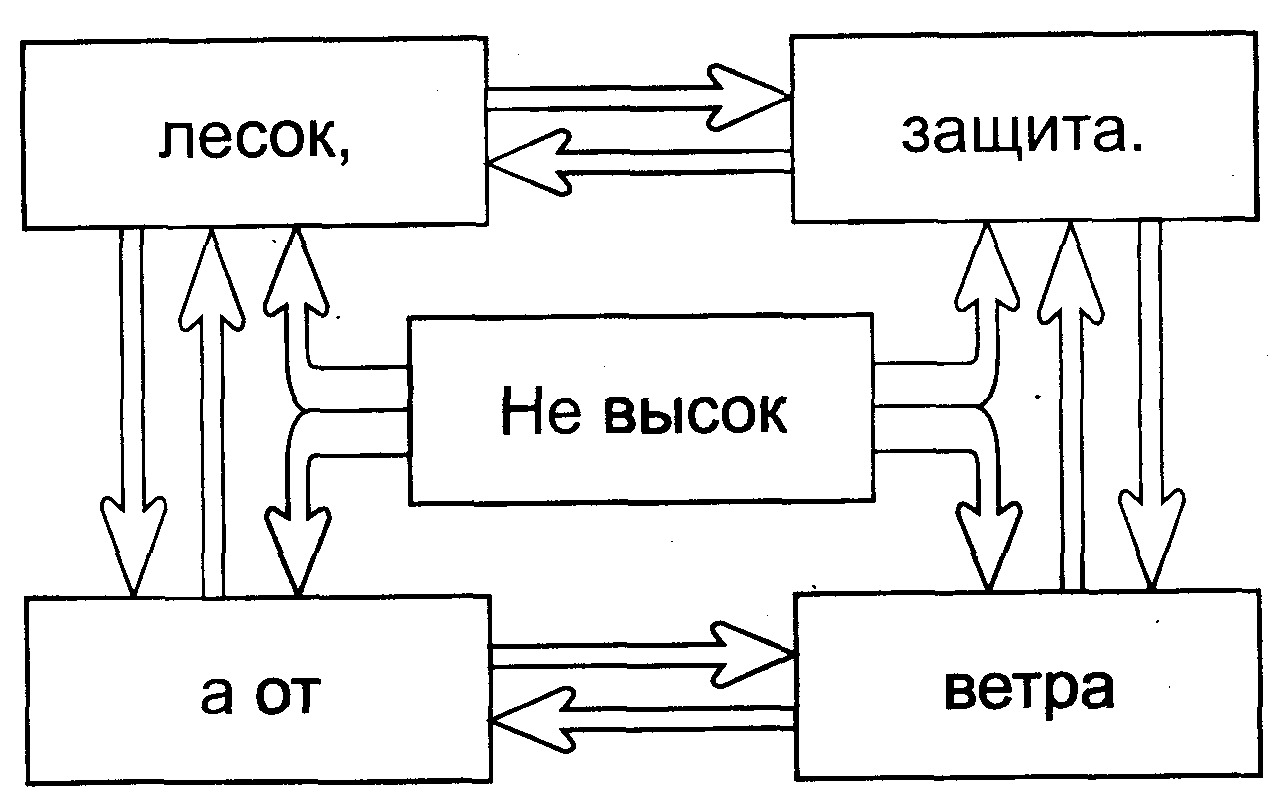 лесок,
защита.
Не высок
а от
ветра